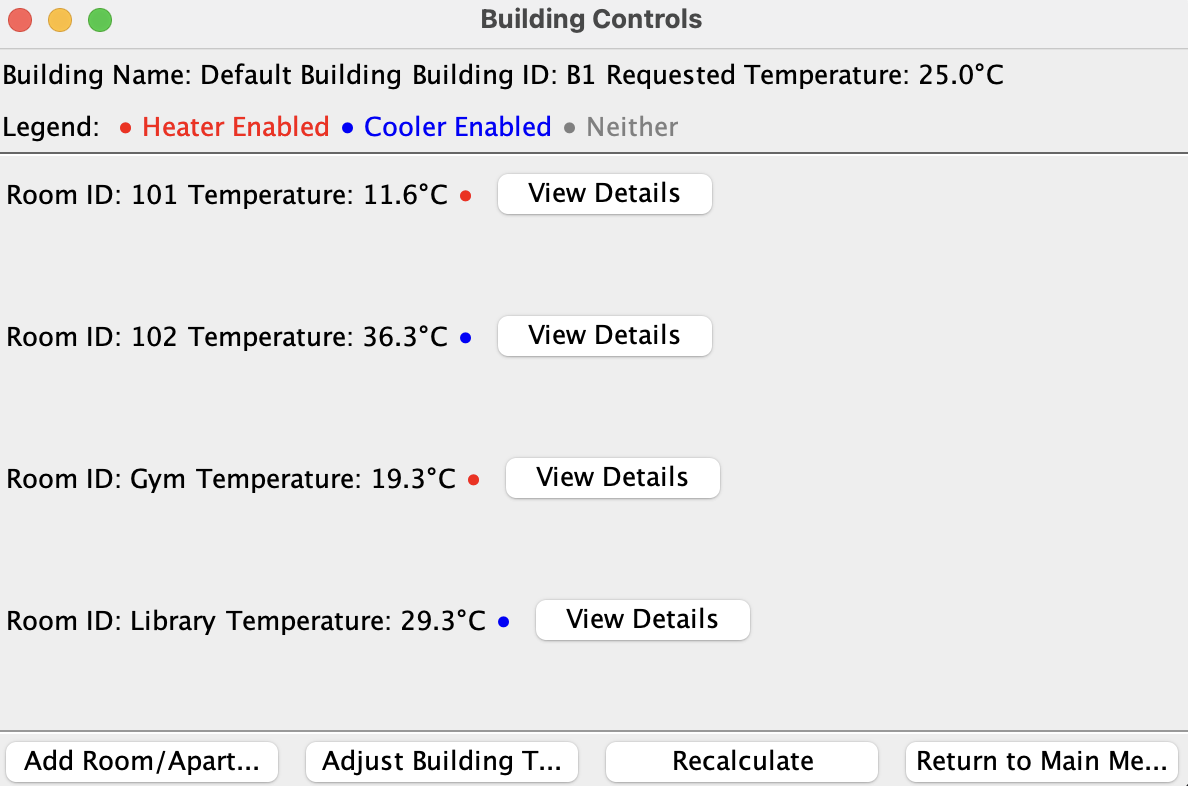 Building Controls
Building Name: Default Building Building ID: B1 Requested Temperature: 25.0°C
Legend: • Heater Enabled • Cooler Enabled • Neither
Room ID: 101 Temperature: 11.6°C • View Details
Room ID: 102 Temperature: 36.3°C • View Details
Room ID: Gym Temperature: 19.3°C • View Details
Room ID: Library Temperature: 29.3°C • View Details
Add Room/Apart... Adjust Building T... Recalculate Return to Main Me...